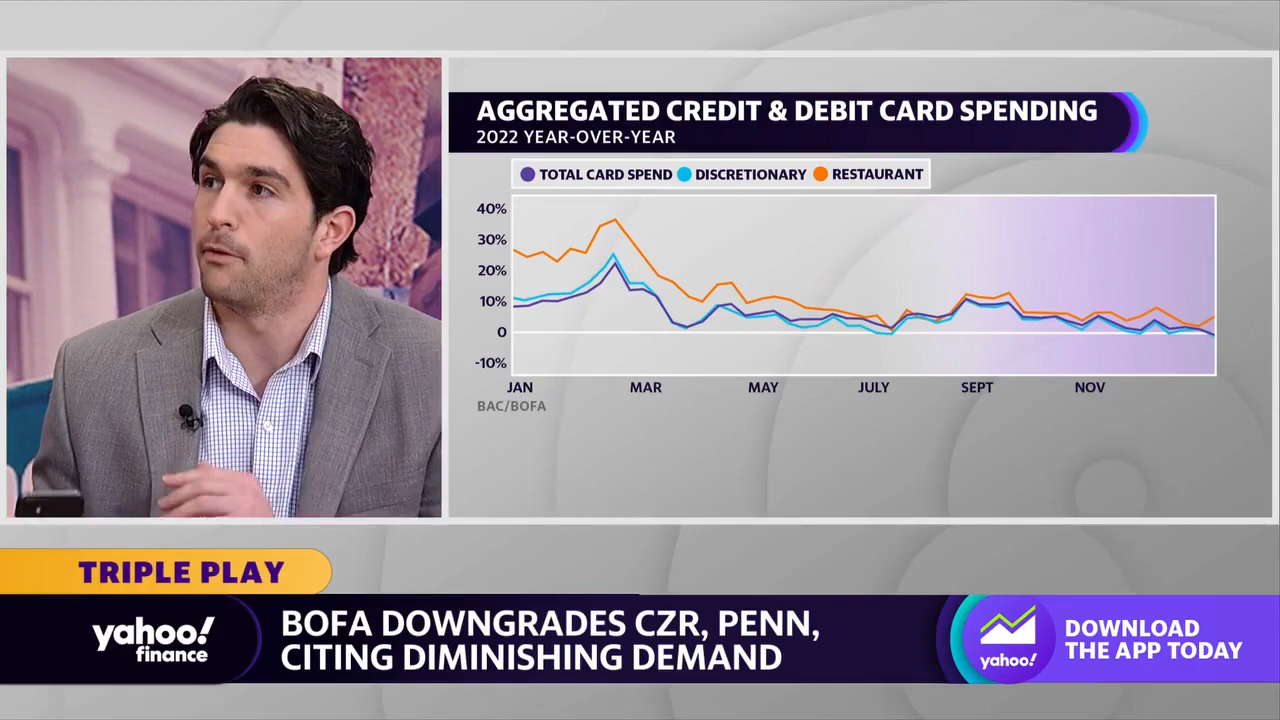 AGGREGATED CREDIT & DEBIT CARD SPENDING
2022 YEAR-OVER-YEAR
TOTAL CARD SPEND DISCRETIONARY RESTAURANT
40%
30%
20%
10%
0
-10%
JAN MAR MAY JULY SEPT NOV
BAC/BOFA
TRIPLE PLAY
yahoo!
finance
BOFA DOWNGRADES CZR, PENN,
CITING DIMINISHING DEMAND
yahoo!
DOWNLOAD
THE APP TODAY